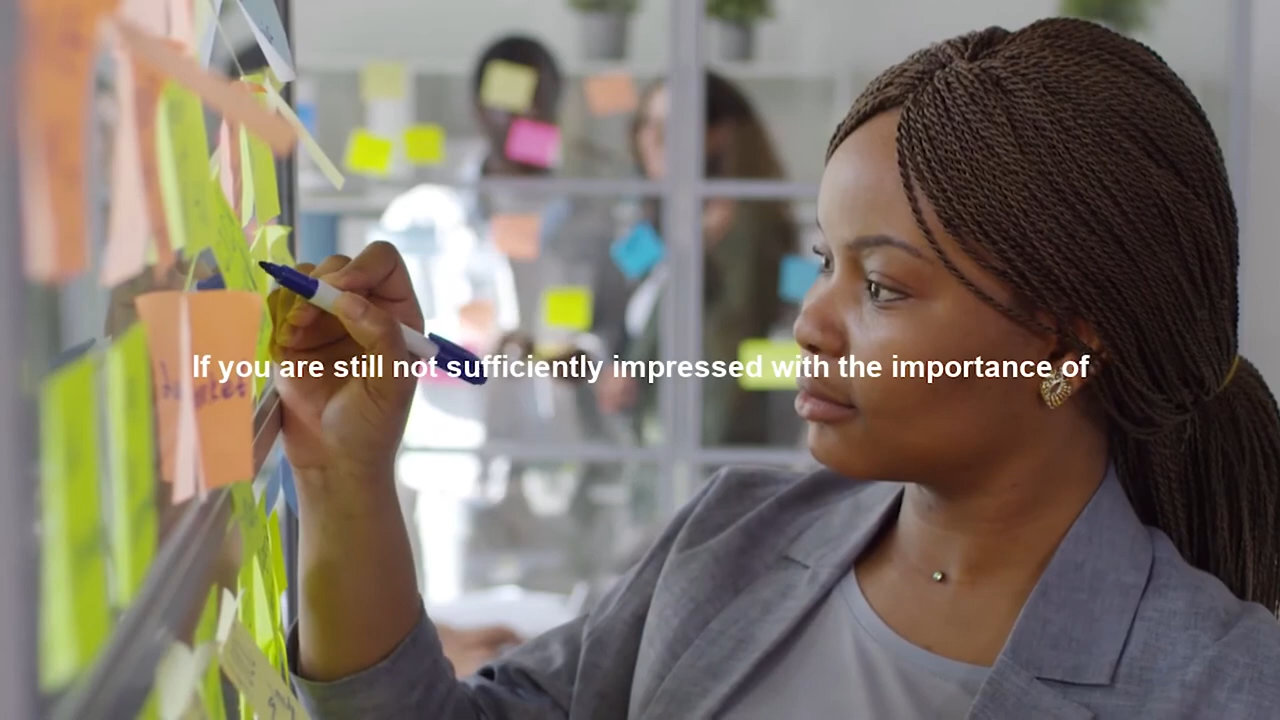 If you are still not sufficiently impressed with the importance of